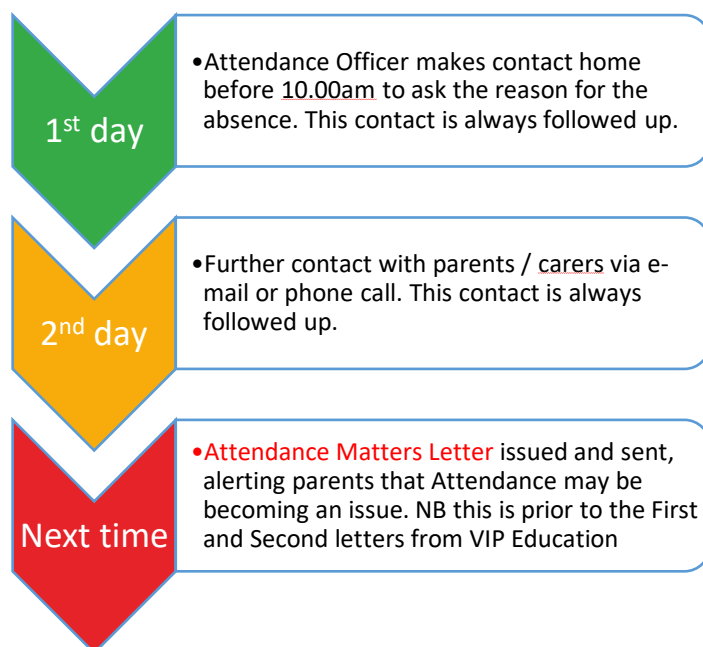 1st day
•Attendance Officer makes contact home
before 10.00am to ask the reason for the
absence. This contact is always followed up.
2nd day
•Further contact with parents / carers via e-
mail or phone call. This contact is always
followed up.
Next time
•Attendance Matters Letter issued and sent,
alerting parents that Attendance may be
becoming an issue. NB this is prior to the First
and Second letters from VIP Education